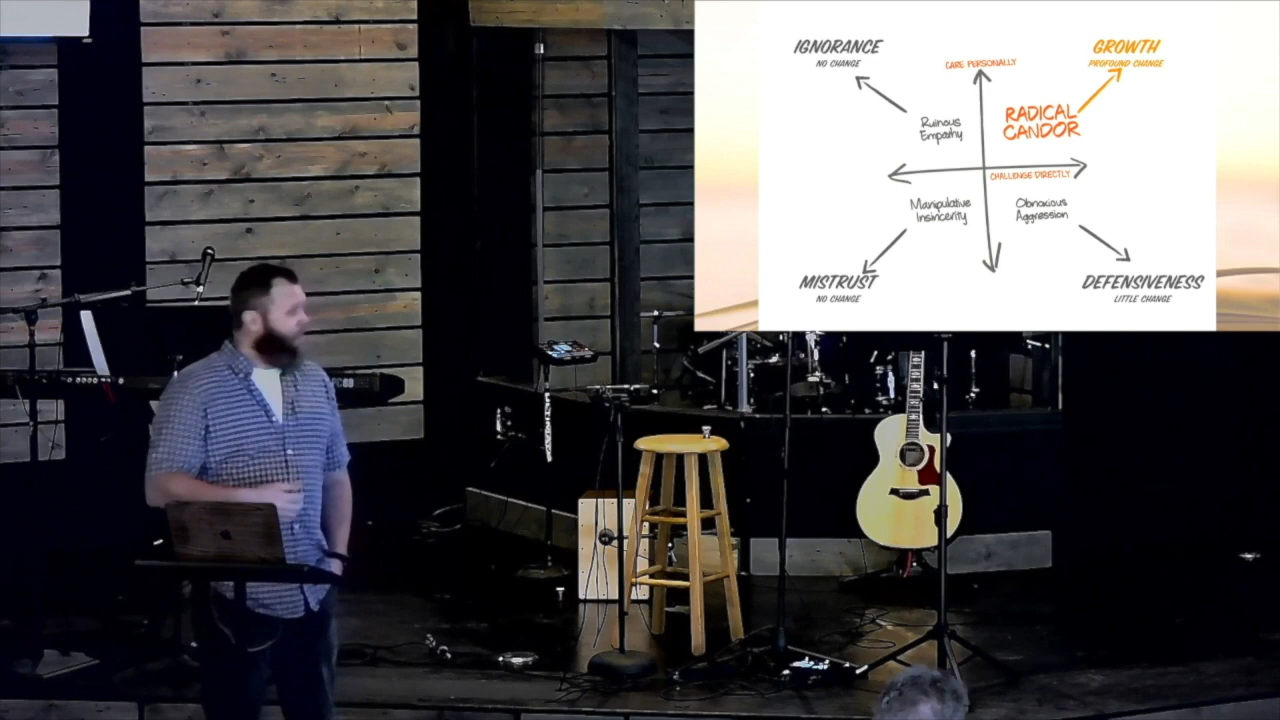 IGNORANCE
NO CHANGE
GROWTH
PROFOUND CHANGE
CARE PERSONALLY
Ruinous
Empathy
RADICAL
CANDOR
CHALLENGE DIRECTLY
Manipulative
Insincerity
Obnoxious
Aggression
MISTRUST
NO CHANGE
DEFENSIVENESS
LITTLE CHANGE